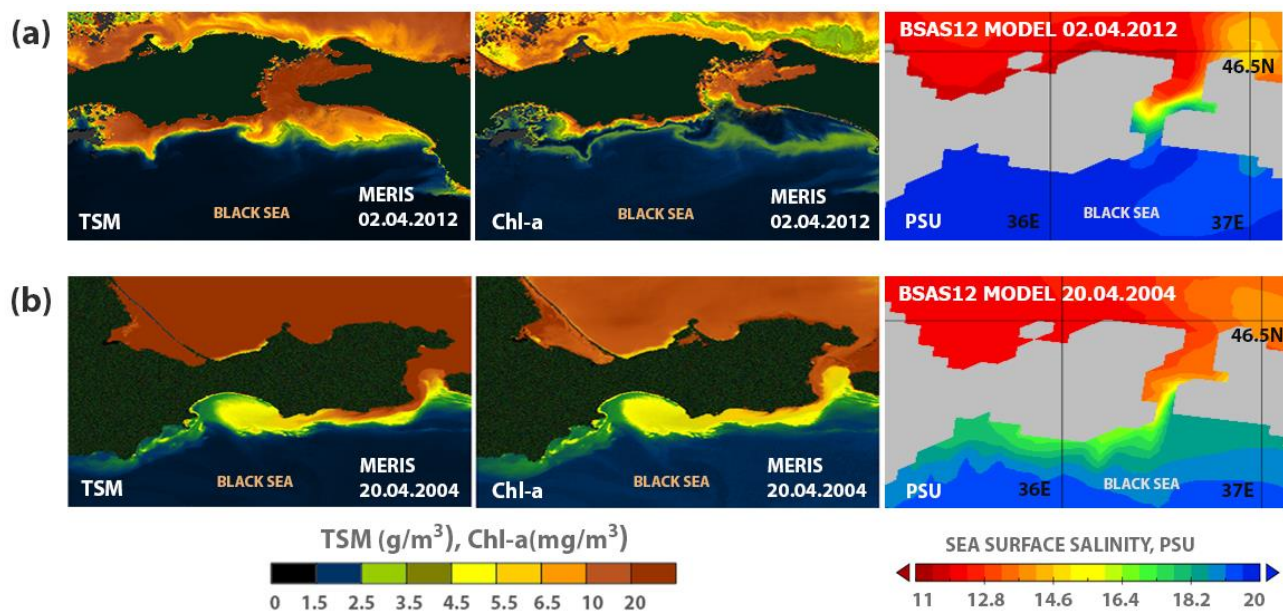 (a)
TSM
BLACK SEA
MERIS
02.04.2012
Chl-a
BLACK SEA
MERIS
02.04.2012
BSAS12 MODEL 02.04.2012
46.5N
PSU
36E
BLACK SEA
37E
(b)
TSM
BLACK SEA
MERIS
20.04.2004
Chl-a
BLACK SEA
MERIS
20.04.2004
BSAS12 MODEL 20.04.2004
46.5N
PSU
36E
BLACK SEA
37E
TSM (g/m³), Chl-a(mg/m³)
0 1.5 2.5 3.5 4.5 5.5 6.5 10 20
SEA SURFACE SALINITY, PSU
11 12.8 14.6 16.4 18.2 20